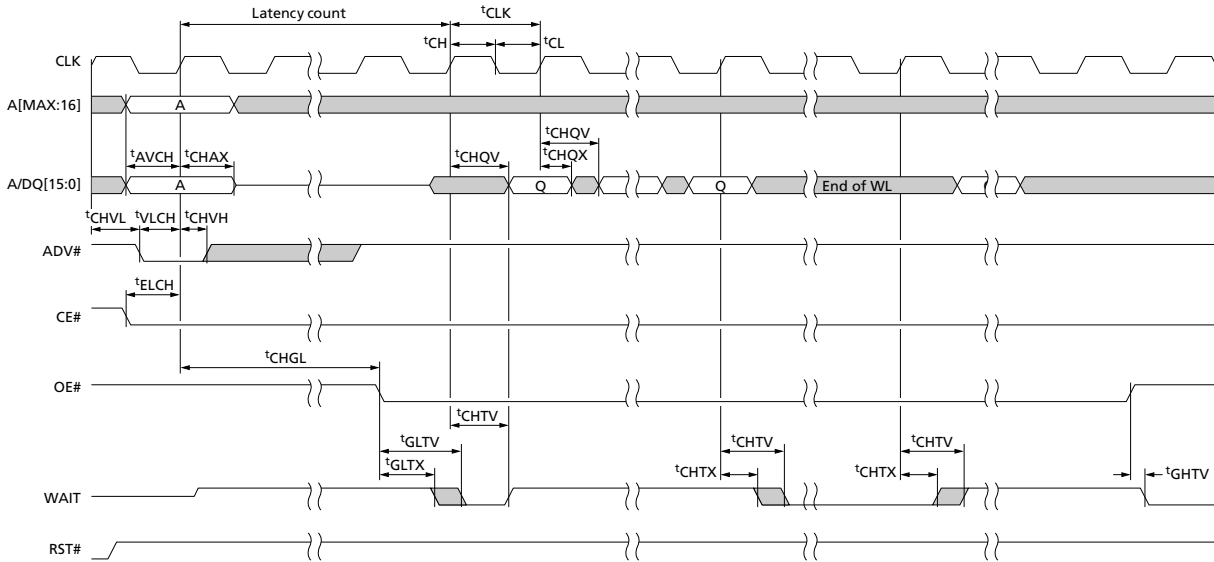 Latency count
tCLK
tCH
tCL
CLK
A[MAX:16]
A
tAVCH
tCHAX
tCHQV
tCHQV
tCHQX
A/DQ[15:0]
A
Q
Q
End of WL
tCHVL
tVLCH
tCHVH
ADV#
tELCH
CE#
tCHGL
OE#
tCHTV
tGLTV
tGLTX
tCHTV
tCHTX
tCHTV
tCHTX
tGHTV
WAIT
RST#